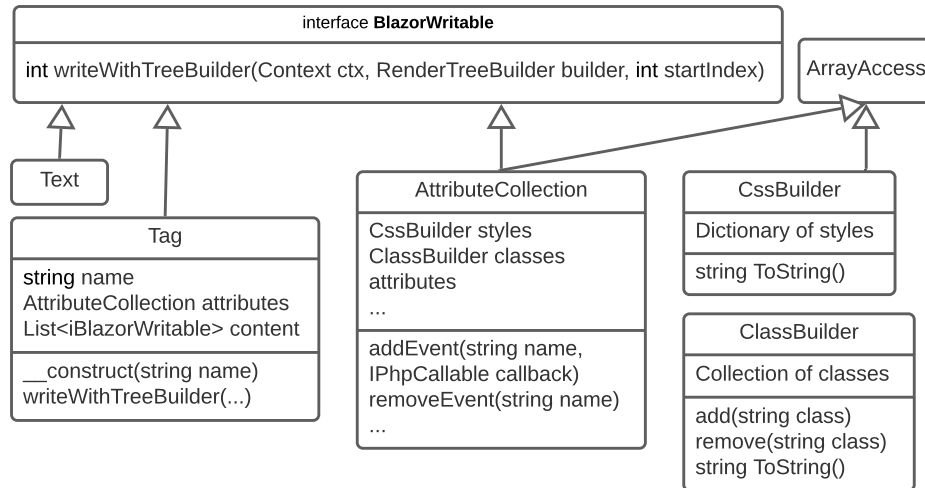 interface BlazorWritable
int writeWithTreeBuilder(Context ctx, RenderTreeBuilder builder, int startIndex)
ArrayAccess
Text
Tag
string name
AttributeCollection attributes
List<iBlazorWritable> content
__construct(string name)
writeWithTreeBuilder(...)
AttributeCollection
CssBuilder styles
ClassBuilder classes
attributes
...
addEvent(string name,
IPhpCallable callback)
removeEvent(string name)
...
CssBuilder
Dictionary of styles
string ToString()
ClassBuilder
Collection of classes
add(string class)
remove(string class)
string ToString()